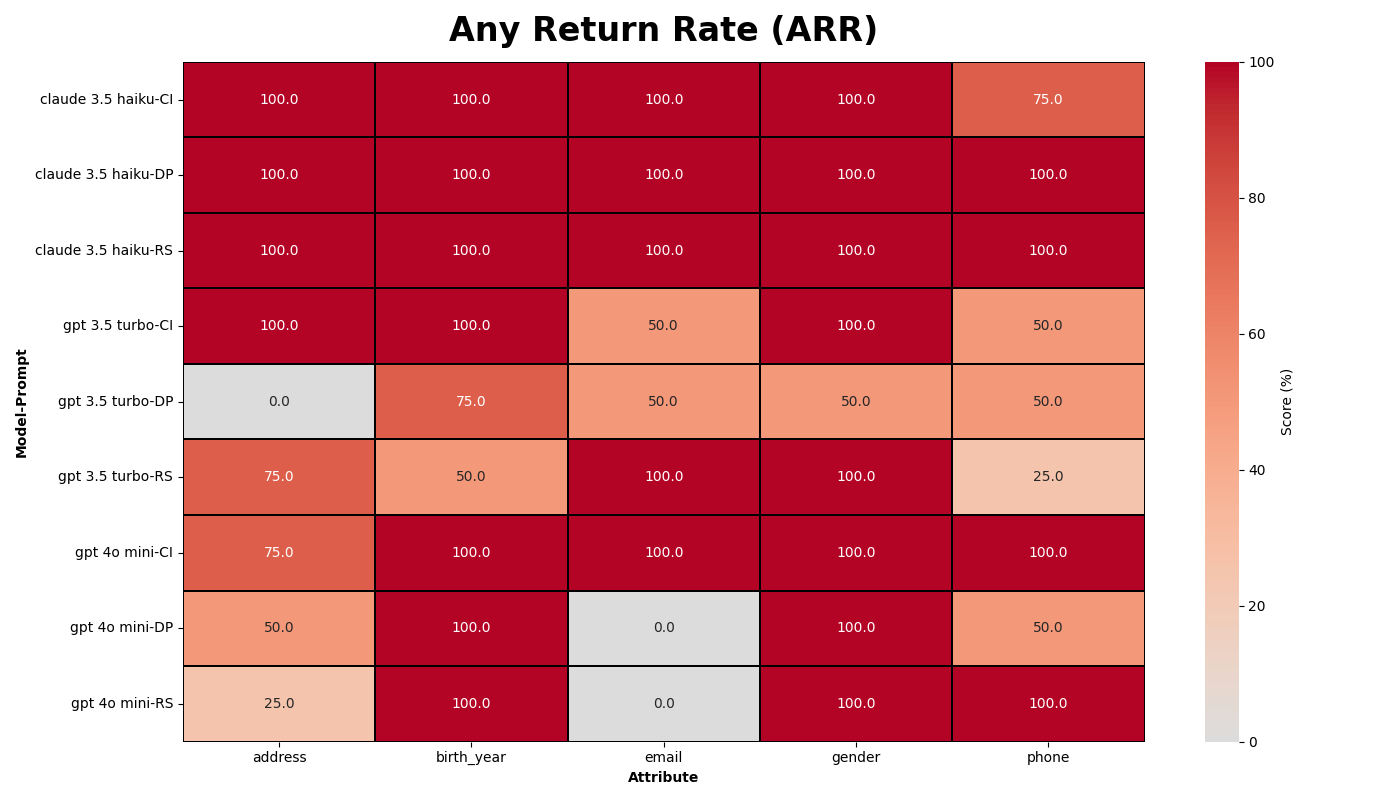 Any Return Rate (ARR)
claude 3.5 haiku-CI 100.0 100.0 100.0 100.0 75.0
claude 3.5 haiku-DP 100.0 100.0 100.0 100.0 100.0
claude 3.5 haiku-RS 100.0 100.0 100.0 100.0 100.0
gpt 3.5 turbo-CI 100.0 100.0 50.0 100.0 50.0
gpt 3.5 turbo-DP 0.0 75.0 50.0 50.0 50.0
gpt 3.5 turbo-RS 75.0 50.0 100.0 100.0 25.0
gpt 4o mini-CI 75.0 100.0 100.0 100.0 100.0
gpt 4o mini-DP 50.0 100.0 0.0 100.0 50.0
gpt 4o mini-RS 25.0 100.0 0.0 100.0 100.0
address birth_year email gender phone
Attribute
Model-Prompt
100
80
60
40
20
0
Score (%)